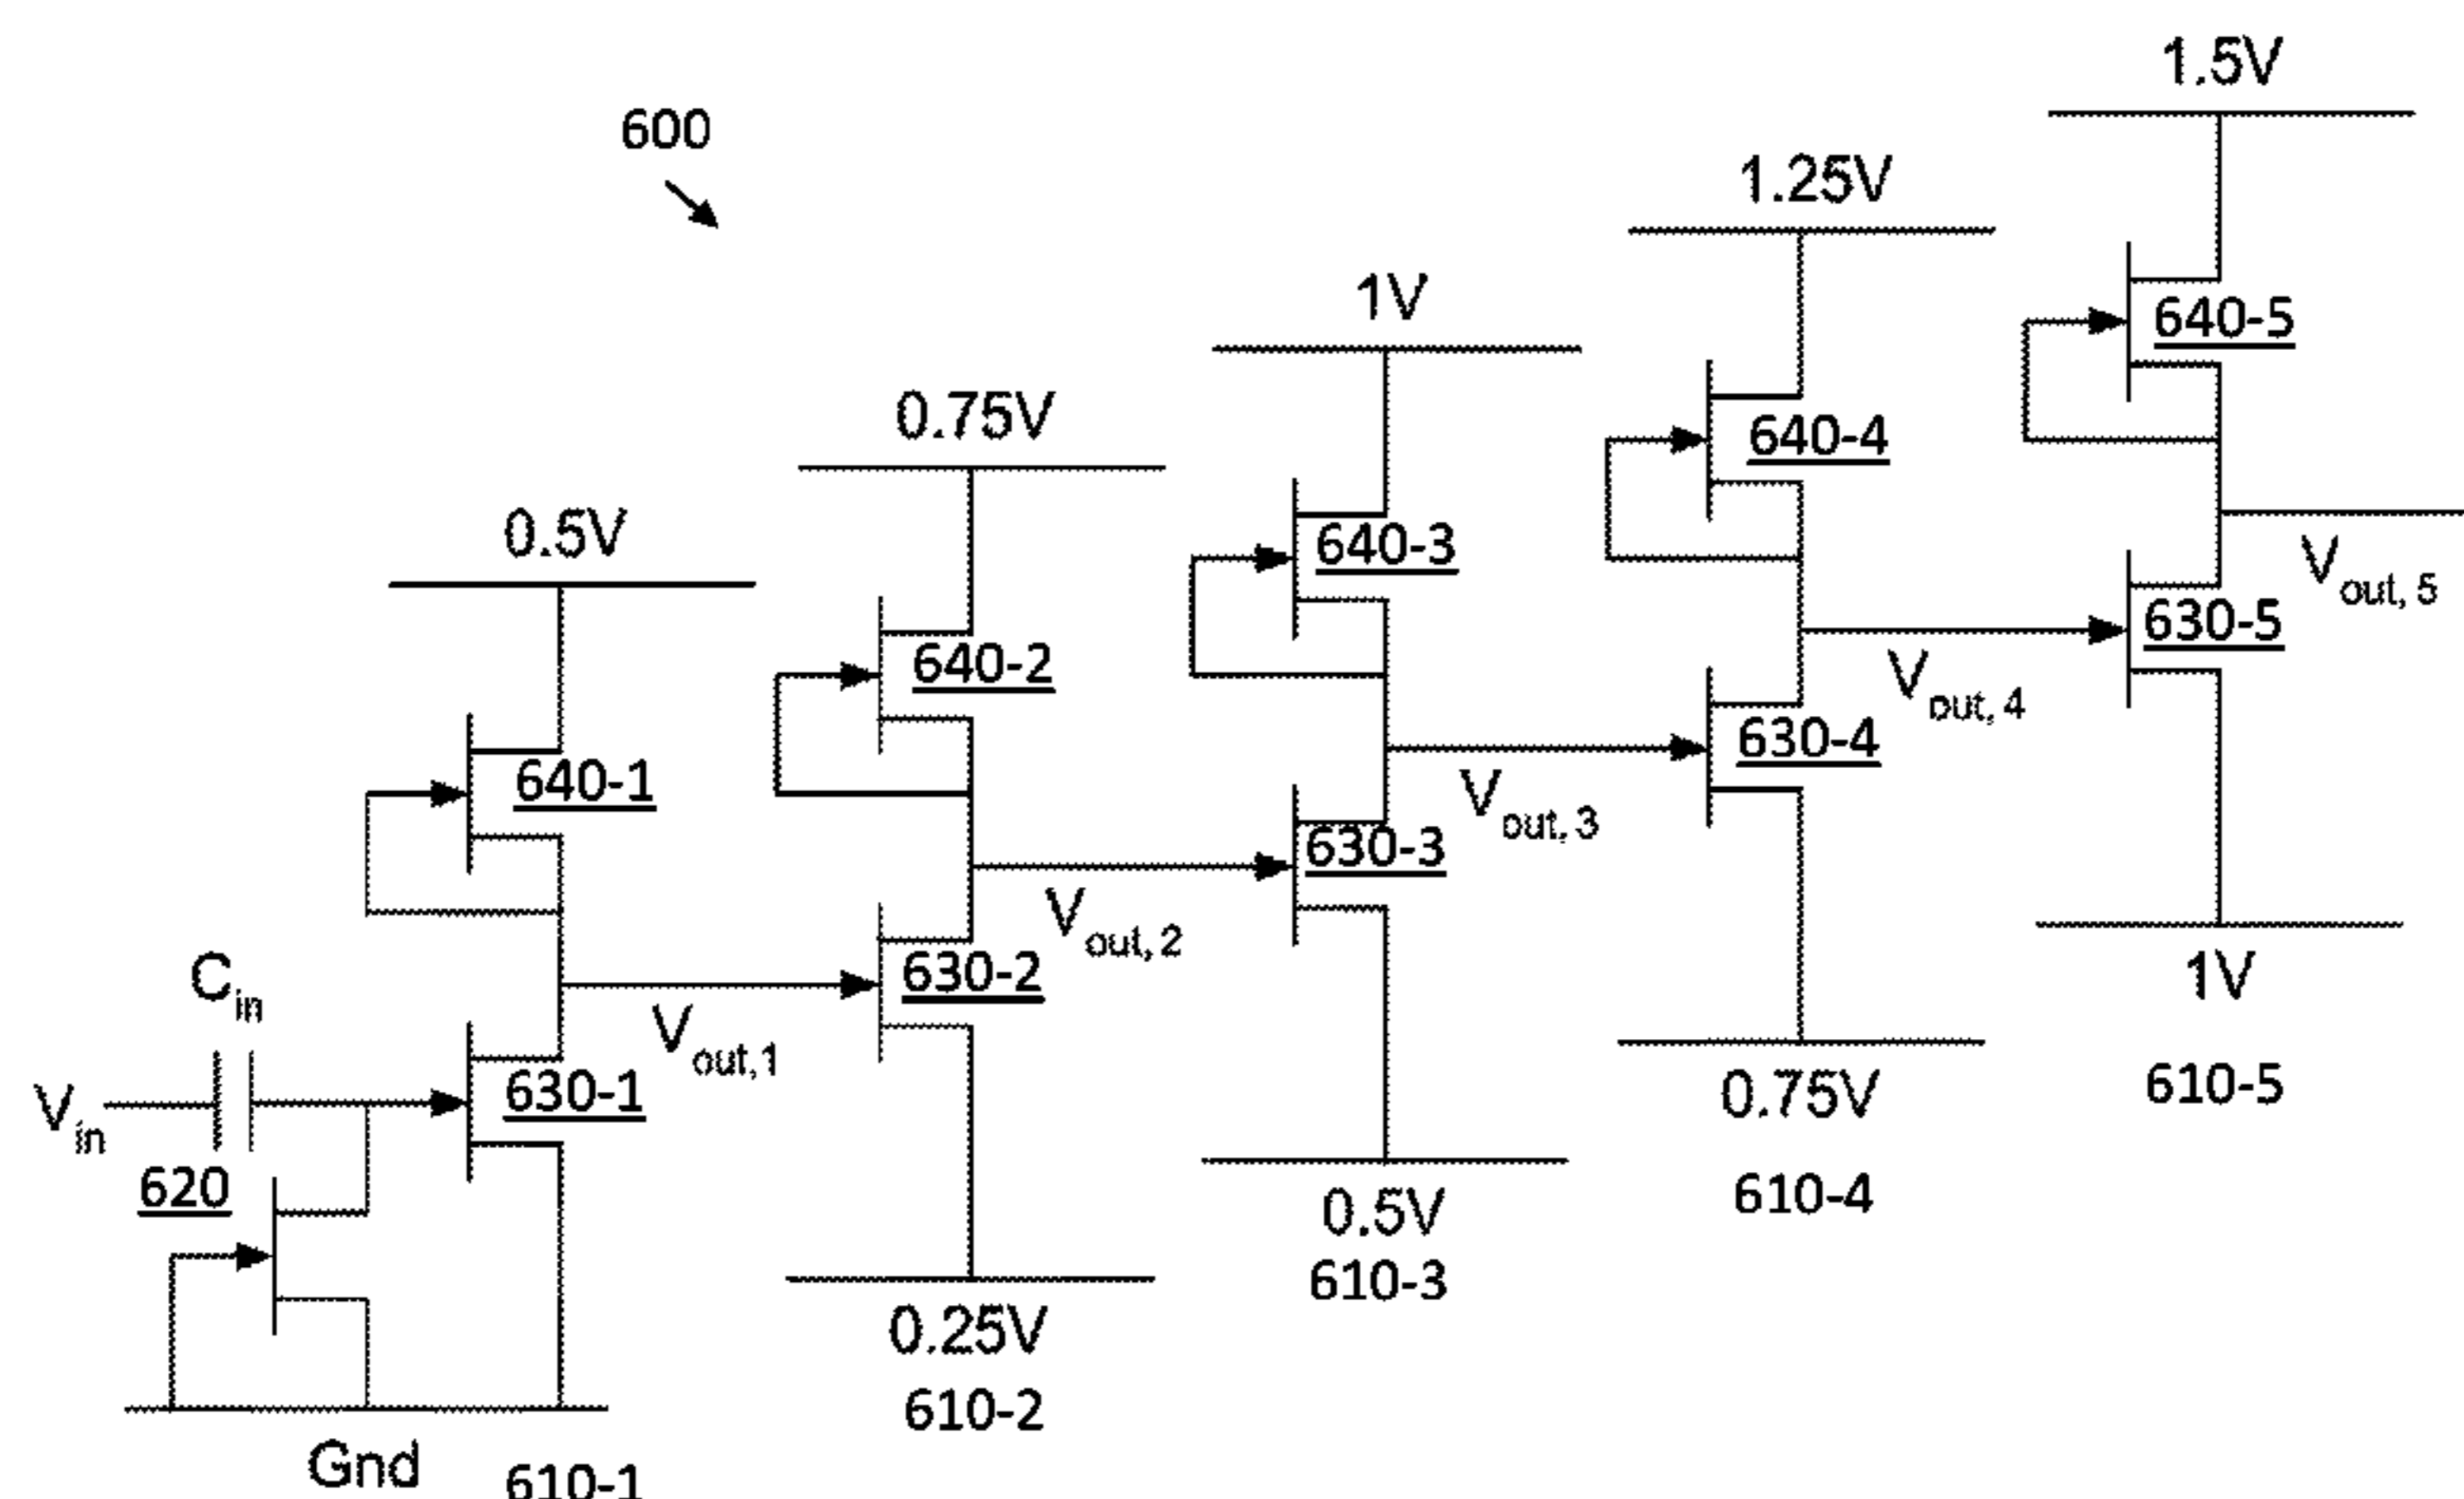 1.5V
600
1.25V
640-5
1V
0.75V
640-4
V out, 5
0.5V
640-3
630-5
640-2
V out, 4
640-1
630-4
V out, 3
630-3
V out, 2
1V
C in
630-2
V out, 1
610-5
V in
630-1
0.75V
620
610-4
0.5V
610-3
0.25V
610-2
Gnd
610-1